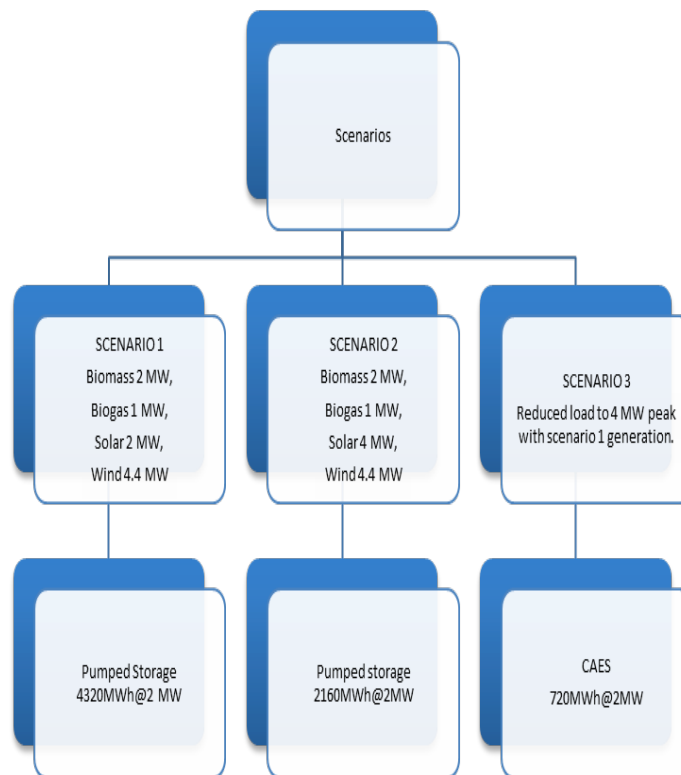 Scenarios
SCENARIO 1
Biomass 2 MW,
Biogas 1 MW,
Solar 2 MW,
Wind 4.4 MW
SCENARIO 2
Biomass 2 MW,
Biogas 1 MW,
Solar 4 MW,
Wind 4.4 MW
SCENARIO 3
Reduced load to 4 MW peak
with scenario 1 generation.
Pumped Storage
4320MWh@2 MW
Pumped storage
2160MWh@2MW
CAES
720MWh@2MW